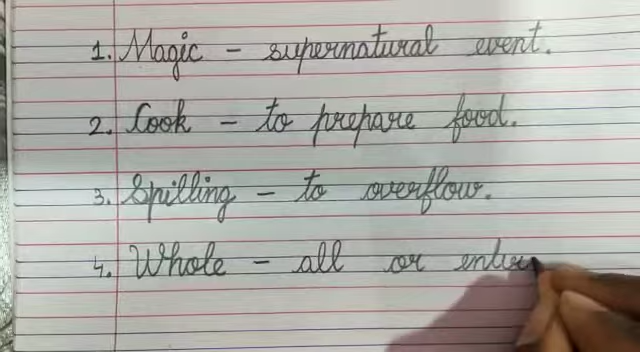 1. Magic - supernatural event.
2. Cook - to prepare food.
3. Spilling - to overflow.
4. Whole - all or